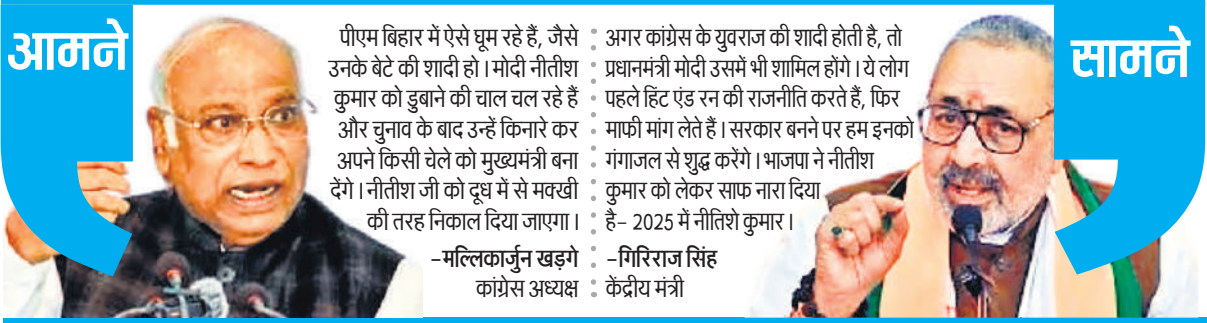 आमने
पीएम बिहार में ऐसे घूम रहे हैं, जैसे
उनके बेटे की शादी हो। मोदी नीतीश
कुमार को डुबाने की चाल चल रहे हैं
और चुनाव के बाद उन्हें किनारे कर
अपने किसी चेले को मुख्यमंत्री बना
देंगे। नीतीश जी को दूध में से मक्खी
की तरह निकाल दिया जाएगा।
–मल्लिकार्जुन खड़गे
कांग्रेस अध्यक्ष
अगर कांग्रेस के युवराज की शादी होती है, तो
प्रधानमंत्री मोदी उसमें भी शामिल होंगे। ये लोग
पहले हिंट एंड रन की राजनीति करते हैं, फिर
माफी मांग लेते हैं। सरकार बनने पर हम इनको
गंगाजल से शुद्ध करेंगे। भाजपा ने नीतीश
कुमार को लेकर साफ नारा दिया
है– 2025 में नीतिशे कुमार।
–गिरिराज सिंह
केंद्रीय मंत्री
सामने